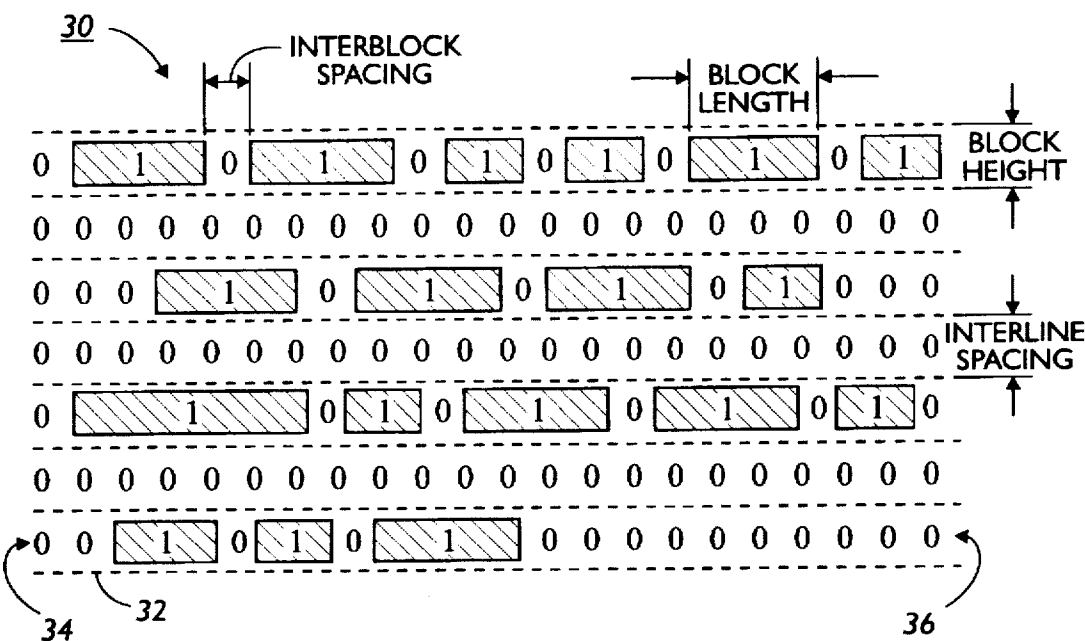 30
INTERBLOCK
SPACING
BLOCK
LENGTH
0 1 0 1 0 1 0 1 0 1 0 1
BLOCK
HEIGHT
0 0 0 0 0 0 0 0 0 0 0 0 0 0 0 0 0 0 0 0 0 0
0 0 0 1 0 1 0 1 0 1 0 0 0
0 0 0 0 0 0 0 0 0 0 0 0 0 0 0 0 0 0 0 0 0 0
INTERLINE
SPACING
0 1 0 1 0 1 0 1 0 1 0
0 0 0 0 0 0 0 0 0 0 0 0 0 0 0 0 0 0 0 0 0 0
0 0 1 0 1 0 1 0 0 0 0 0 0 0 0 0 0
34
32
36